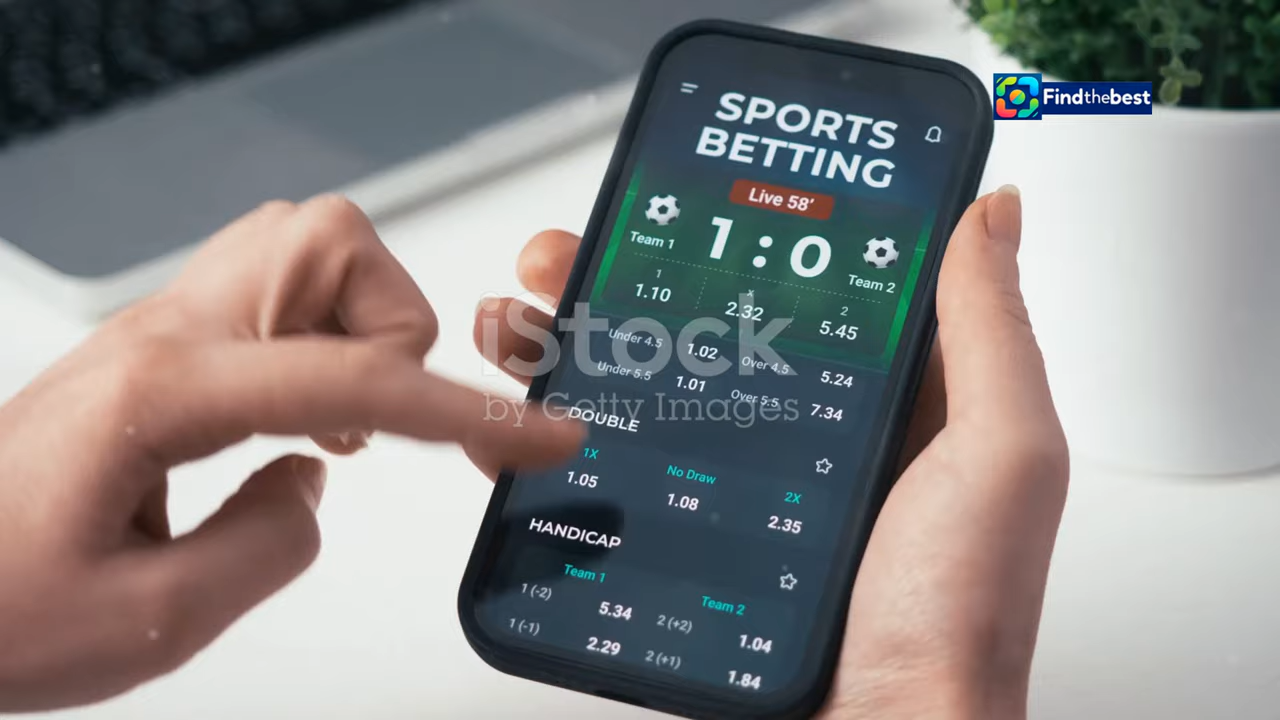 Findthebest
SPORTS
BETTING
Live 58'
1 : 0
Team 1
Team 2
1 x 2
1.10 2.32 5.45
Under 4.5 1.02 Over 4.5 5.24
Under 5.5 1.01 Over 5.5 7.34
iStock
by Getty Images
DOUBLE
1X No Draw 2X
1.05 1.08 2.35
HANDICAP
Team 1 Team 2
1 (-2) 5.34 2 (+2) 1.04
1 (-1) 2.29 2 (+1) 1.84